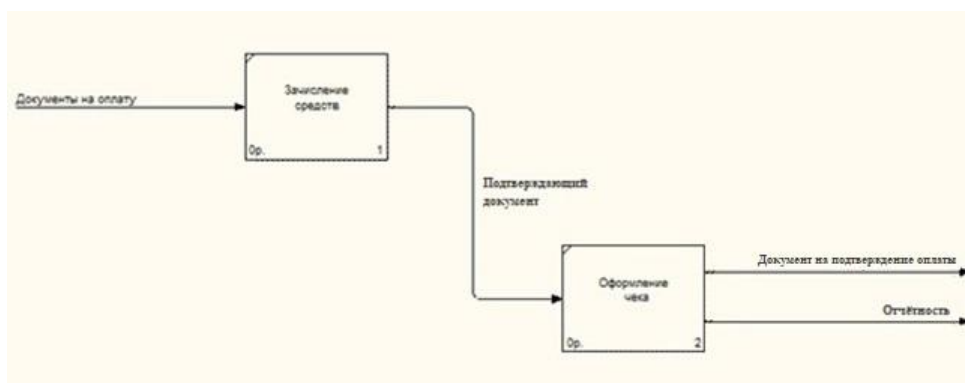 Документы на оплату
Зачисление
средств
0р.
1
Подтверждающий
документ
Оформление
чека
0р.
2
Документ на подтверждение оплаты
Отчётность